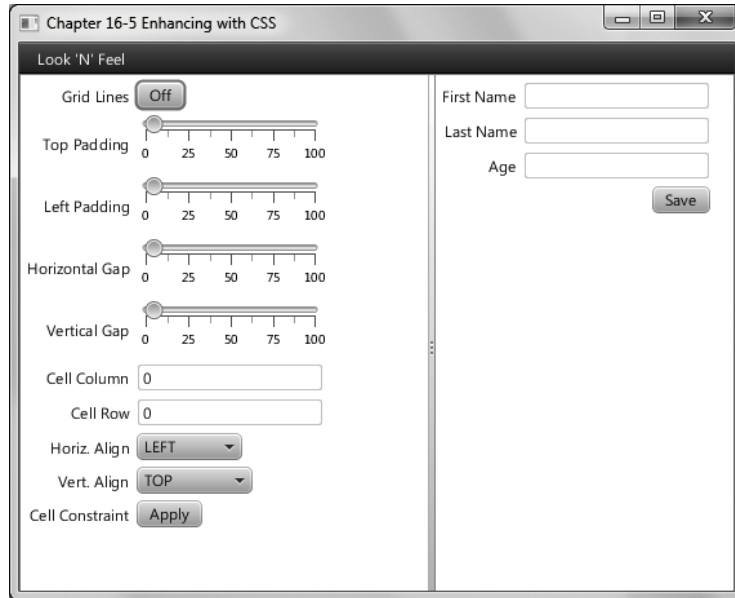 Chapter 16-5 Enhancing with CSS
Look 'N' Feel
Grid Lines Off
Top Padding
0 25 50 75 100
Left Padding
0 25 50 75 100
Horizontal Gap
0 25 50 75 100
Vertical Gap
0 25 50 75 100
Cell Column 0
Cell Row 0
Horiz. Align LEFT
Vert. Align TOP
Cell Constraint Apply
First Name
Last Name
Age
Save